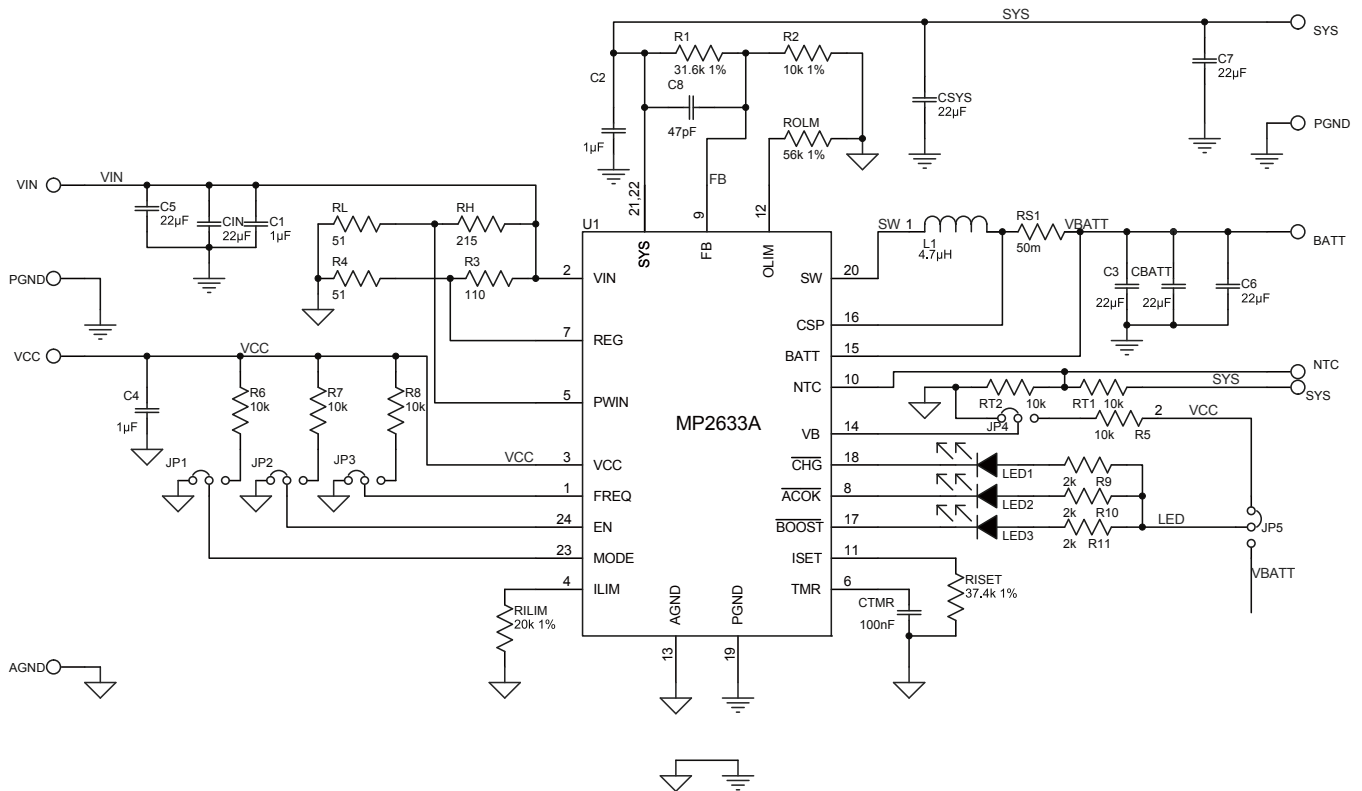 SYS
SYS
R1
31.6k 1%
R2
10k 1%
C2
1µF
C8
47pF
ROLM
56k 1%
CSYS
22µF
C7
22µF
PGND
VIN
VIN
C5
22µF
CIN
22µF
C1
1µF
21,22
9
FB
12
RL
51
RH
215
R4
51
R3
110
U1
SYS
FB
OLIM
SW 1
L1
4.7µH
RS1
50m
VBATT
BATT
C3
22µF
CBATT
22µF
C6
22µF
PGND
2
VIN
SW
20
CSP
16
7
REG
BATT
15
VCC
VCC
C4
1µF
R6
10k
R7
10k
R8
10k
5
PWIN
NTC
10
NTC
SYS
SYS
RT2
10k
RT1
10k
MP2633A
JP4
10k
R5
2
VCC
VB
14
JP1
JP2
JP3
VCC
3
VCC
CHG
18
LED1
2k
R9
1
FREQ
ACOK
8
LED2
2k
R10
24
EN
BOOST
17
LED3
2k
R11
LED
JP5
VBATT
23
MODE
ISET
11
RISET
37.4k 1%
4
ILIM
TMR
6
RILIM
20k 1%
CTMR
100nF
AGND
PGND
13
19
AGND